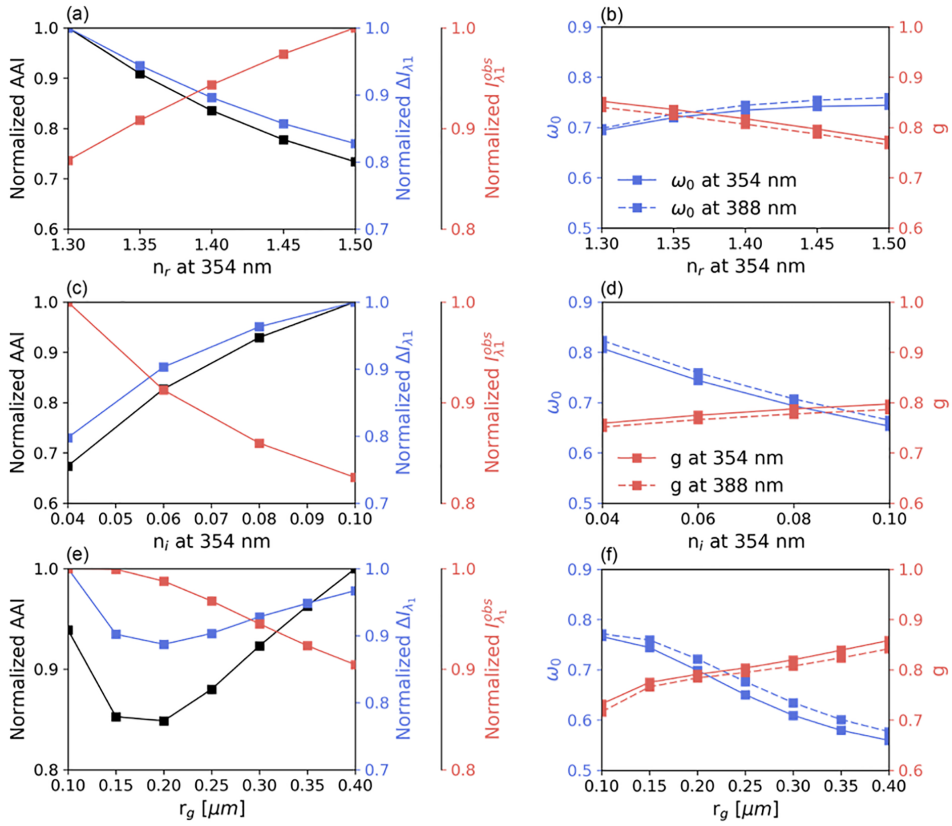 (a)
1.0
0.9
0.8
0.7
0.6
Normalized AAI
1.30 1.35 1.40 1.45 1.50
n_r at 354 nm
1.0
0.9
0.8
0.7
Normalized ΔI_λ1
1.0
0.9
0.8
Normalized I_λ1^obs
(b)
0.9
0.8
0.7
0.6
0.5
ω₀
ω₀ at 354 nm
ω₀ at 388 nm
1.30 1.35 1.40 1.45 1.50
n_r at 354 nm
1.0
0.9
0.8
0.7
0.6
g
(c)
1.0
0.9
0.8
0.7
0.6
Normalized AAI
0.04 0.05 0.06 0.07 0.08 0.09 0.10
n_i at 354 nm
1.0
0.9
0.8
0.7
Normalized ΔI_λ1
1.0
0.9
0.8
Normalized I_λ1^obs
(d)
0.9
0.8
0.7
0.6
0.5
ω₀
g at 354 nm
g at 388 nm
0.04 0.06 0.08 0.10
n_i at 354 nm
1.0
0.9
0.8
0.7
0.6
g
(e)
1.0
0.9
0.8
Normalized AAI
0.10 0.15 0.20 0.25 0.30 0.35 0.40
r_g [μm]
1.0
0.9
0.8
0.7
Normalized ΔI_λ1
1.0
0.9
0.8
Normalized I_λ1^obs
(f)
0.9
0.8
0.7
0.6
0.5
ω₀
0.10 0.15 0.20 0.25 0.30 0.35 0.40
r_g [μm]
1.0
0.9
0.8
0.7
0.6
g